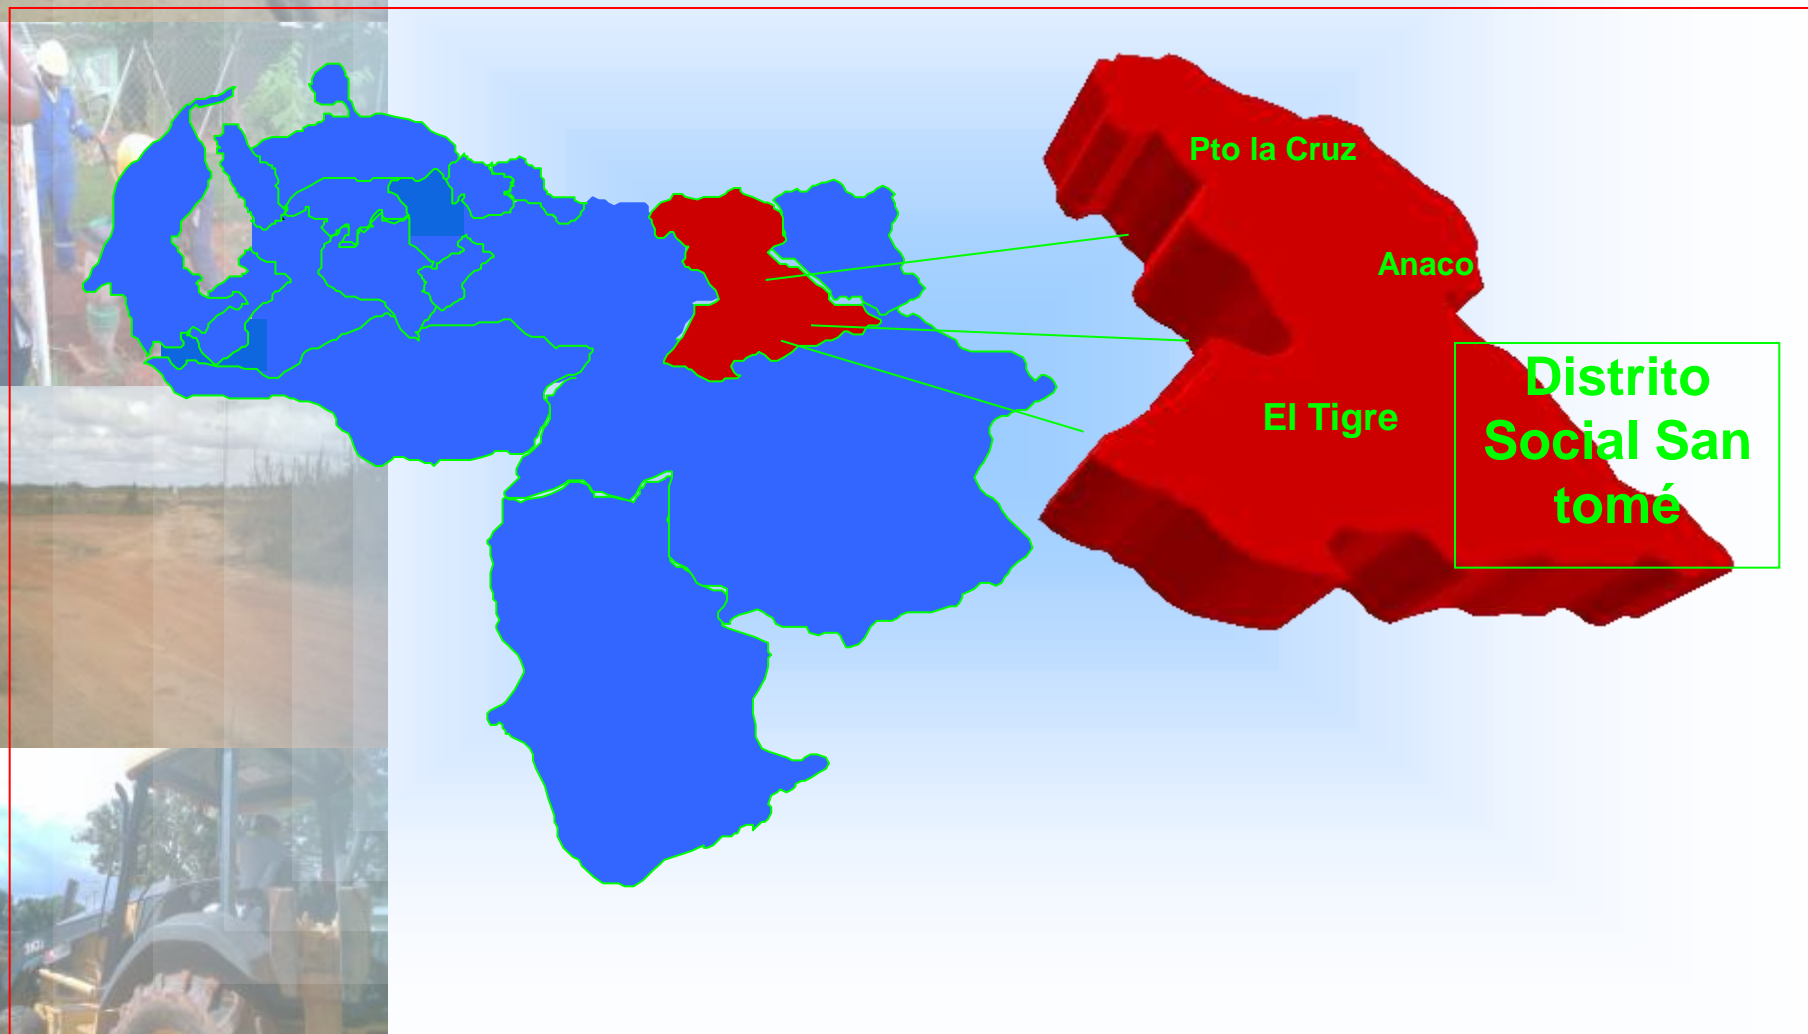 Pto la Cruz
Anaco
El Tigre
Distrito
Social San
tomé